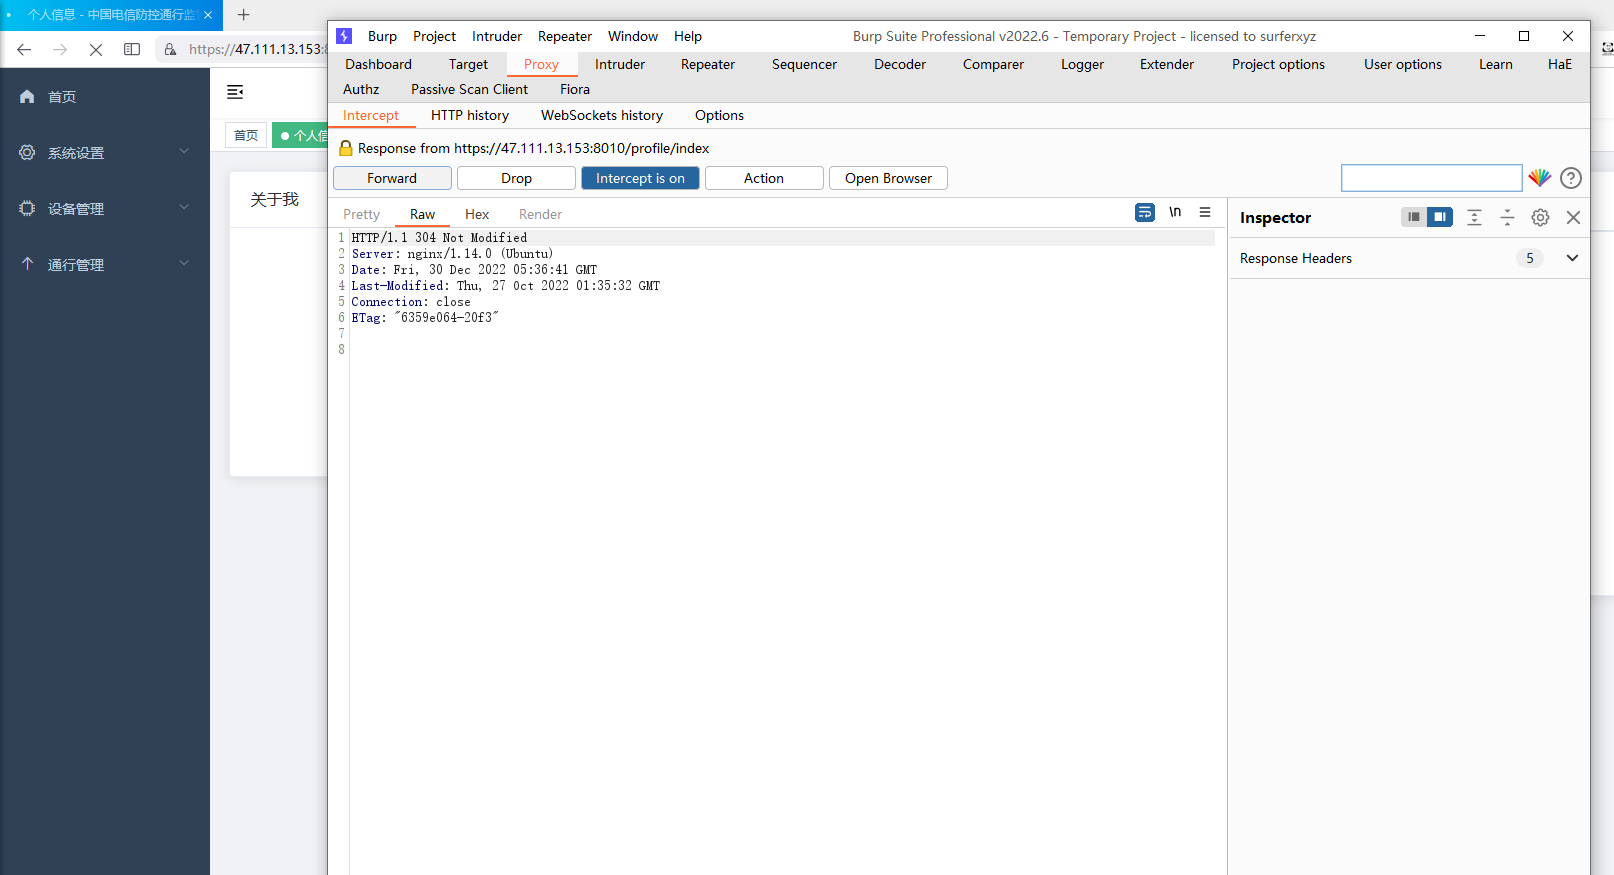 个人信息 - 中国电信防控通行监
https://47.111.13.153:8
首页
系统设置
设备管理
通行管理
首页
个人信
关于我
Burp Project Intruder Repeater Window Help
Burp Suite Professional v2022.6 - Temporary Project - licensed to surferxyz
Dashboard Target Proxy Intruder Repeater Sequencer Decoder Comparer Logger Extender Project options User options Learn HaE
Authz Passive Scan Client Fiora
Intercept HTTP history WebSockets history Options
Response from https://47.111.13.153:8010/profile/index
Forward Drop Intercept is on Action Open Browser
Pretty Raw Hex Render
\n
1 HTTP/1.1 304 Not Modified
2 Server: nginx/1.14.0 (Ubuntu)
3 Date: Fri, 30 Dec 2022 05:36:41 GMT
4 Last-Modified: Thu, 27 Oct 2022 01:35:32 GMT
5 Connection: close
6 ETag: "6359e064-20f3"
7
8
Inspector
Response Headers 5